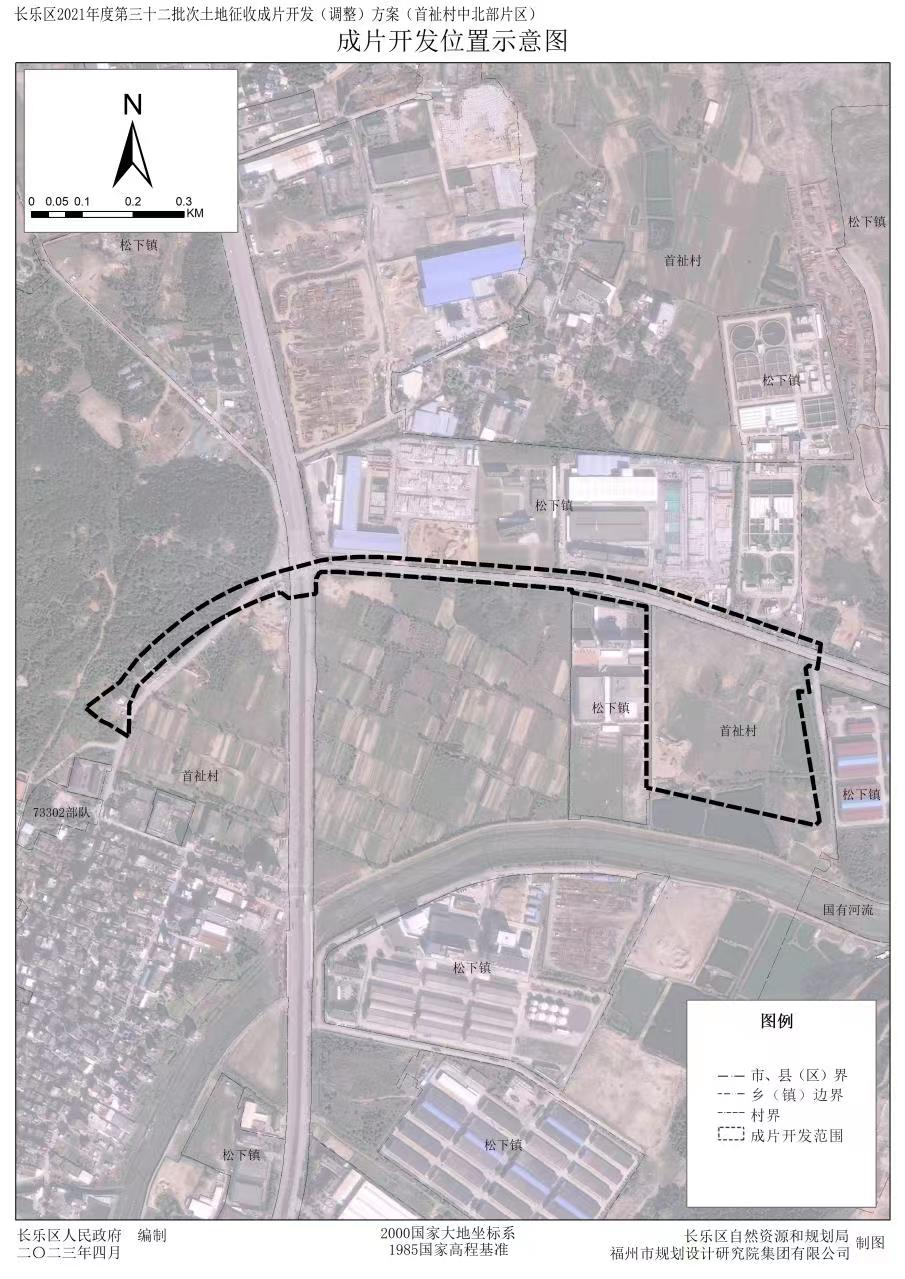 长乐区2021年度第三十二批次土地征收成片开发（调整）方案（首祉村中北部片区）
成片开发位置示意图
N
0 0.05 0.1 0.2 0.3
KM
松下镇
松下镇
首祉村
松下镇
松下镇
松下镇
首祉村
首祉村
松下镇
73302部队
国有河流
松下镇
图例
市、县（区）界
乡（镇）边界
村界
成片开发范围
松下镇
松下镇
长乐区人民政府 编制
二〇二三年四月
2000国家大地坐标系
1985国家高程基准
长乐区自然资源和规划局
福州市规划设计研究院集团有限公司
制图